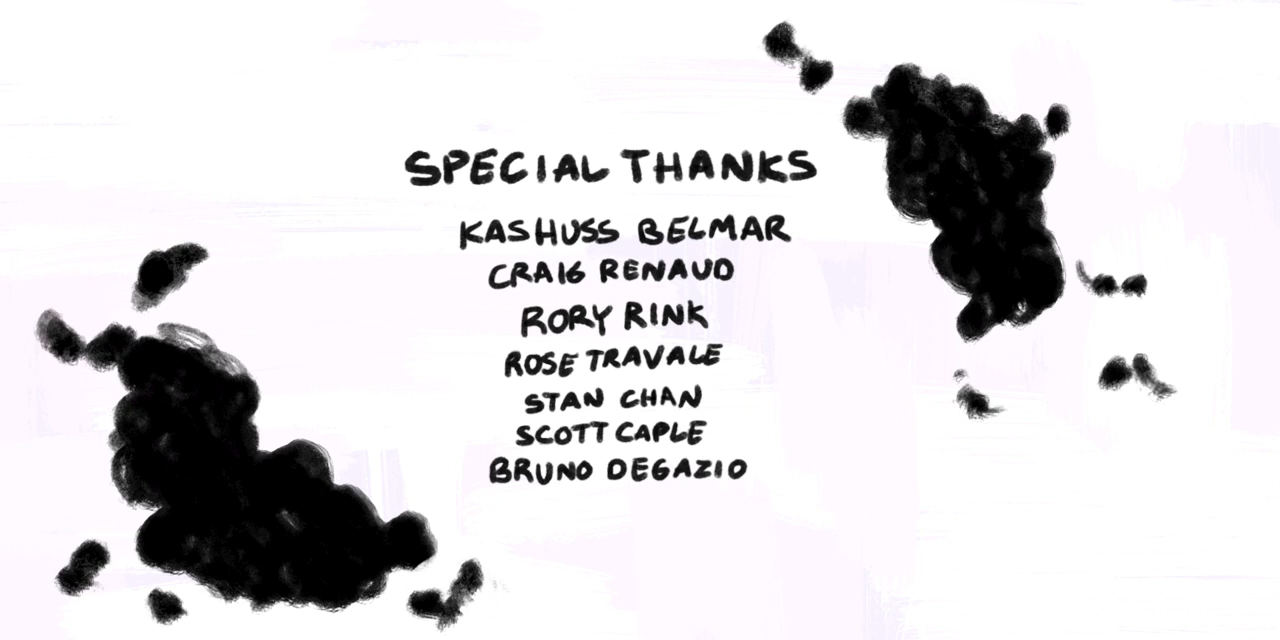 SPECIAL THANKS
KASHUSS BELMAR
CRAIG RENAUD
RORY RINK
ROSE TRAVALE
STAN CHAN
SCOTT CAPLE
BRUNO DEGAZIO